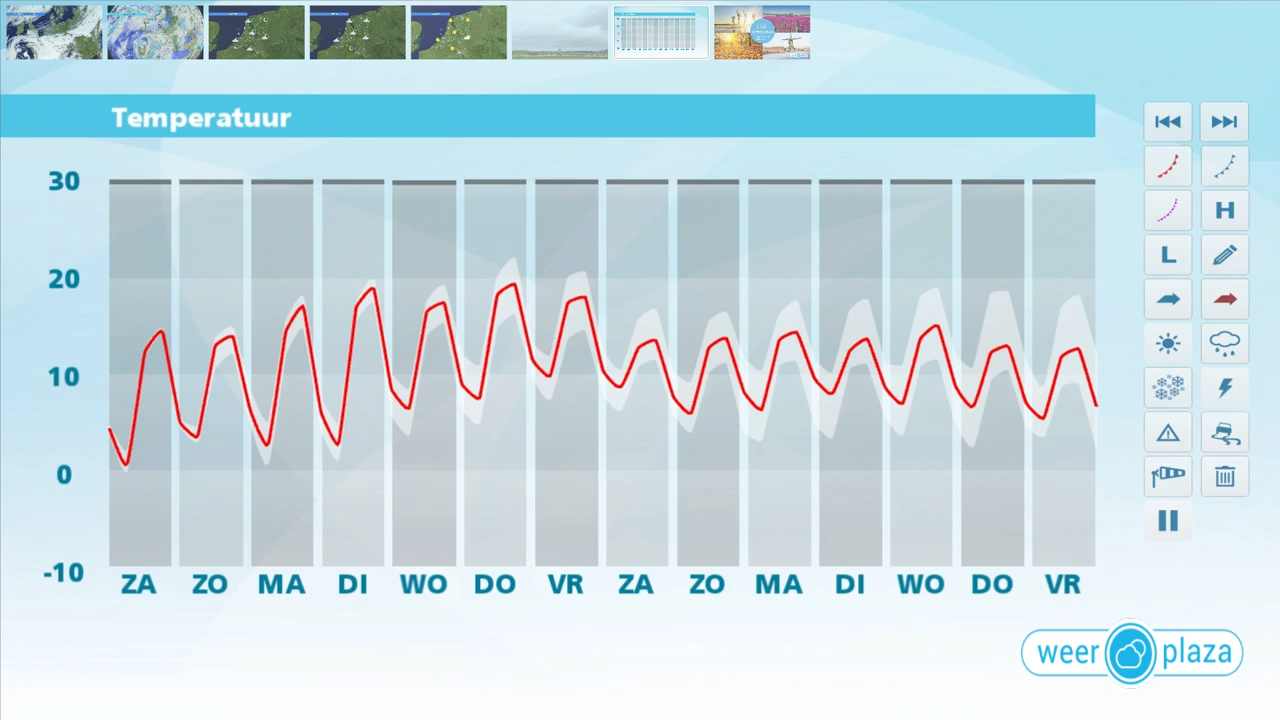 Temperatuur
30
20
10
0
-10
ZA ZO MA DI WO DO VR ZA ZO MA DI WO DO VR
H
L
weer plaza